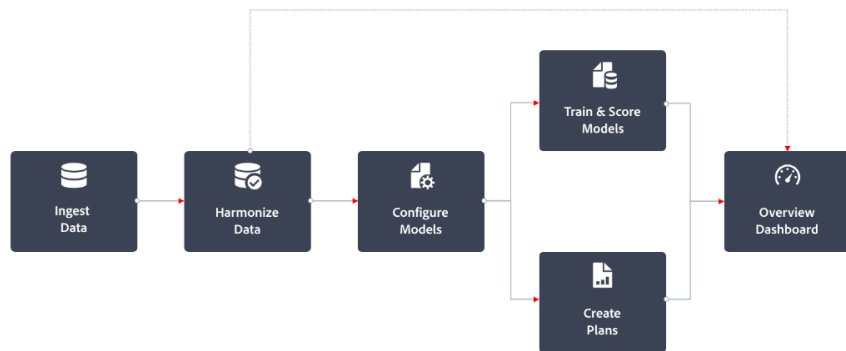 Train & Score
Models
Ingest
Data
Harmonize
Data
Configure
Models
Overview
Dashboard
Create
Plans